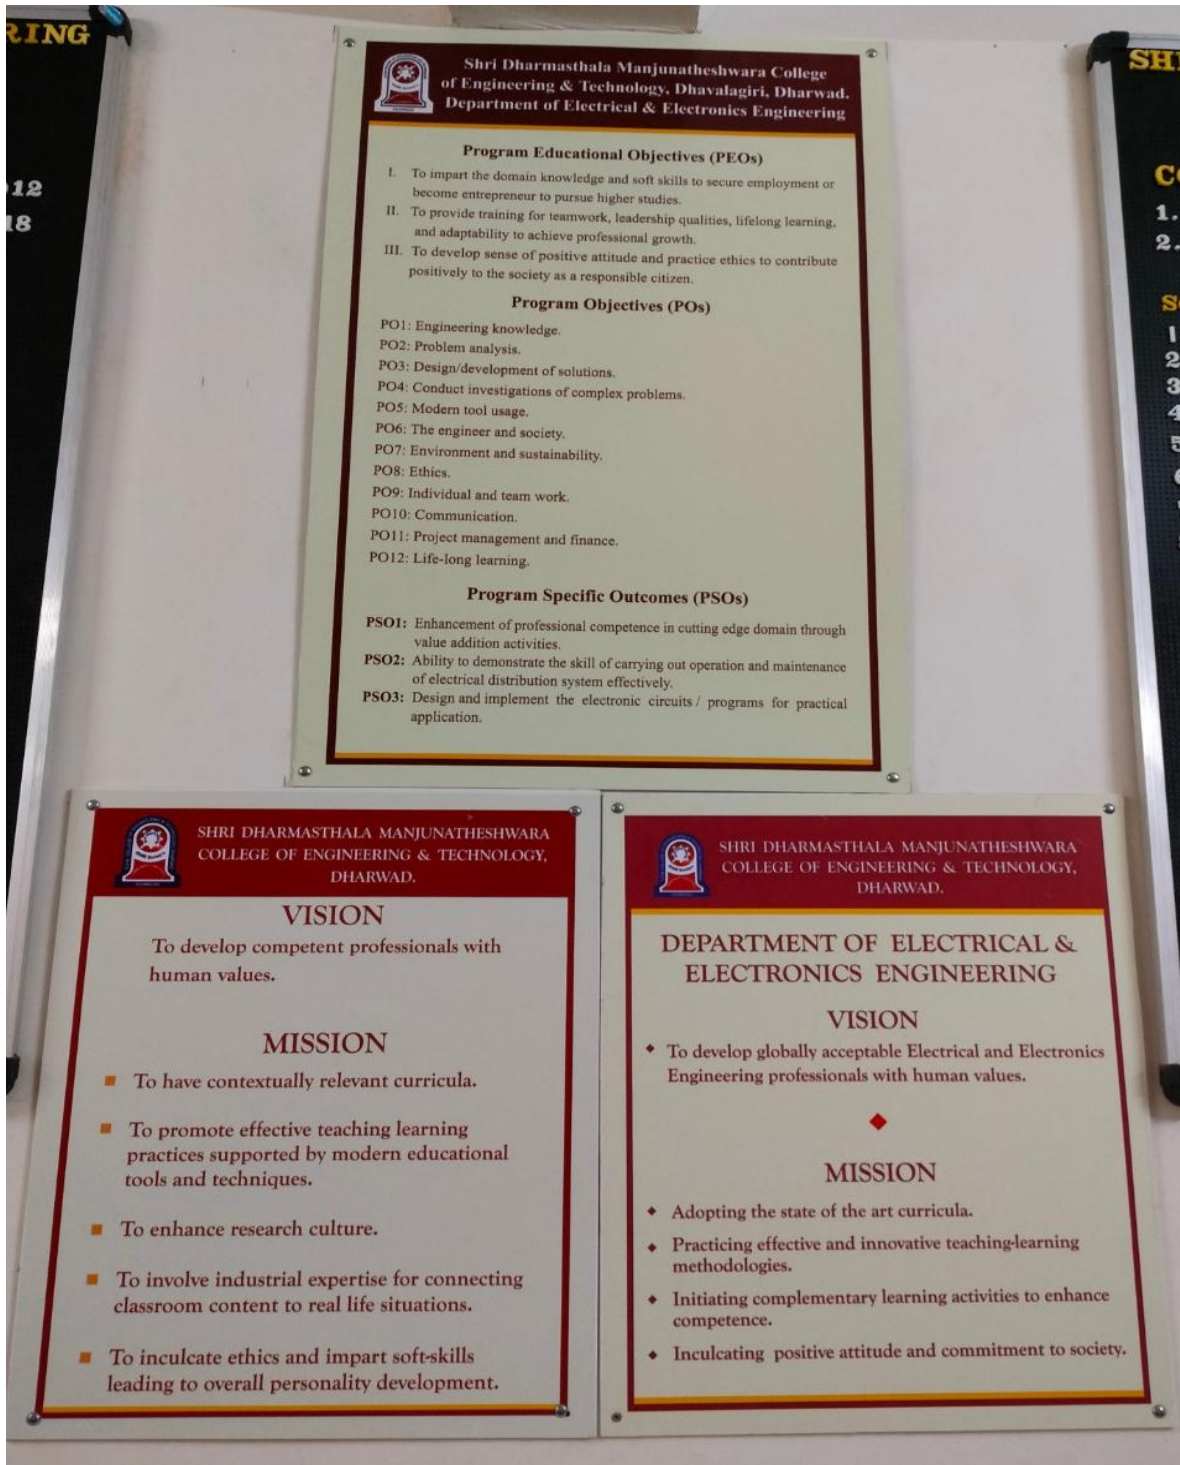 RING
12
18
Shri Dharmasthala Manjunatheshwara College
of Engineering & Technology, Dhavalagiri, Dharwad.
Department of Electrical & Electronics Engineering
Program Educational Objectives (PEOs)
I. To impart the domain knowledge and soft skills to secure employment or
become entrepreneur to pursue higher studies.
II. To provide training for teamwork, leadership qualities, lifelong learning,
and adaptability to achieve professional growth.
III. To develop sense of positive attitude and practice ethics to contribute
positively to the society as a responsible citizen.
Program Objectives (POs)
PO1: Engineering knowledge.
PO2: Problem analysis.
PO3: Design/development of solutions.
PO4: Conduct investigations of complex problems.
PO5: Modern tool usage.
PO6: The engineer and society.
PO7: Environment and sustainability.
PO8: Ethics.
PO9: Individual and team work.
PO10: Communication.
PO11: Project management and finance.
PO12: Life-long learning.
Program Specific Outcomes (PSOs)
PSO1: Enhancement of professional competence in cutting edge domain through
value addition activities.
PSO2: Ability to demonstrate the skill of carrying out operation and maintenance
of electrical distribution system effectively.
PSO3: Design and implement the electronic circuits / programs for practical
application.
SHRI DHARMASTHALA MANJUNATHESHWARA
COLLEGE OF ENGINEERING & TECHNOLOGY,
DHARWAD.
VISION
To develop competent professionals with
human values.
MISSION
To have contextually relevant curricula.
To promote effective teaching learning
practices supported by modern educational
tools and techniques.
To enhance research culture.
To involve industrial expertise for connecting
classroom content to real life situations.
To inculcate ethics and impart soft-skills
leading to overall personality development.
SHRI DHARMASTHALA MANJUNATHESHWARA
COLLEGE OF ENGINEERING & TECHNOLOGY,
DHARWAD.
DEPARTMENT OF ELECTRICAL &
ELECTRONICS ENGINEERING
VISION
To develop globally acceptable Electrical and Electronics
Engineering professionals with human values.
MISSION
Adopting the state of the art curricula.
Practicing effective and innovative teaching-learning
methodologies.
Initiating complementary learning activities to enhance
competence.
Inculcating positive attitude and commitment to society.
SH
1.
2.
1
2
3
4
5